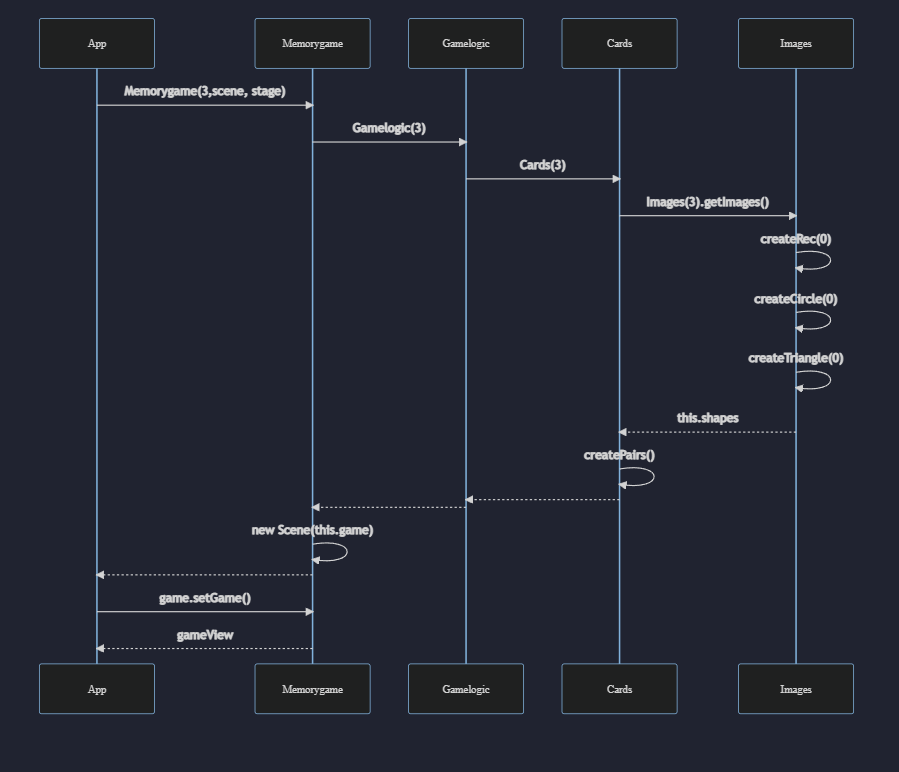 App
Memorygame
Gamelogic
Cards
Images
Memorygame(3,scene, stage)
Gamelogic(3)
Cards(3)
Images(3).getImages()
createRec(0)
createCircle(0)
createTriangle(0)
this.shapes
createPairs()
new Scene(this.game)
game.setGame()
gameView
App
Memorygame
Gamelogic
Cards
Images